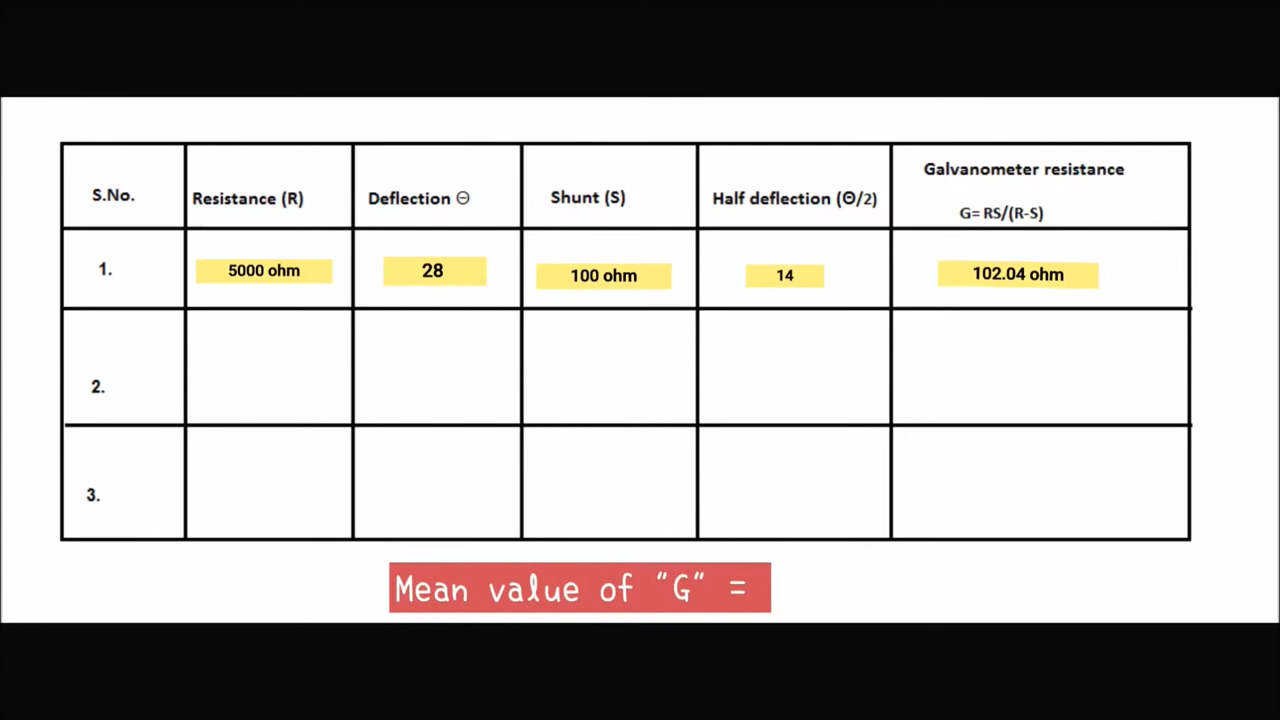 S.No.
Resistance (R)
Deflection Θ
Shunt (S)
Half deflection (Θ/2)
Galvanometer resistance
G= RS/(R-S)
1.
5000 ohm
28
100 ohm
14
102.04 ohm
2.
3.
Mean value of "G" =